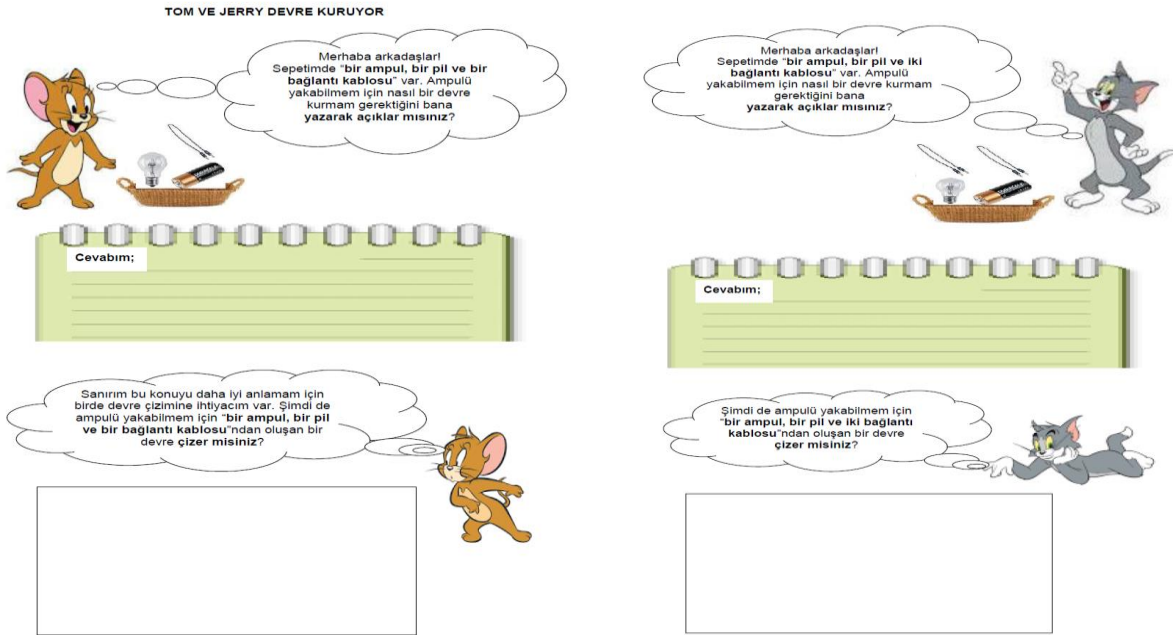 TOM VE JERRY DEVRE KURUYOR
Merhaba arkadaşlar!
Sepetimde “bir ampul, bir pil ve bir
bağlantı kablosu” var. Ampulü
yakabilmem için nasıl bir devre
kurmam gerektiğini bana
yazarak açıklar mısınız?
Cevabım;
Sanırım bu konuyu daha iyi anlamam için
birde devre çizimine ihtiyacım var. Şimdi de
ampulü yakabilmem için “bir ampul, bir pil
ve bir bağlantı kablosu”ndan oluşan bir
devre çizer misiniz?
Merhaba arkadaşlar!
Sepetimde “bir ampul, bir pil ve iki
bağlantı kablosu” var. Ampulü
yakabilmem için nasıl bir devre kurmam
gerektiğini bana
yazarak açıklar mısınız?
Cevabım;
Şimdi de ampulü yakabilmem için
“bir ampul, bir pil ve iki bağlantı
kablosu”ndan oluşan bir devre
çizer misiniz?